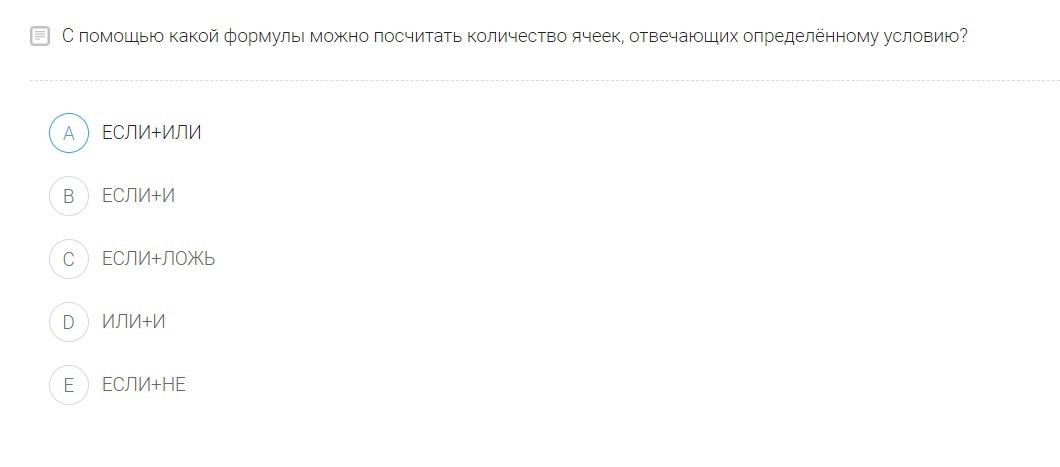 С помощью какой формулы можно посчитать количество ячеек, отвечающих определённому условию?
A ЕСЛИ+ИЛИ
B ЕСЛИ+И
C ЕСЛИ+ЛОЖЬ
D ИЛИ+И
E ЕСЛИ+НЕ